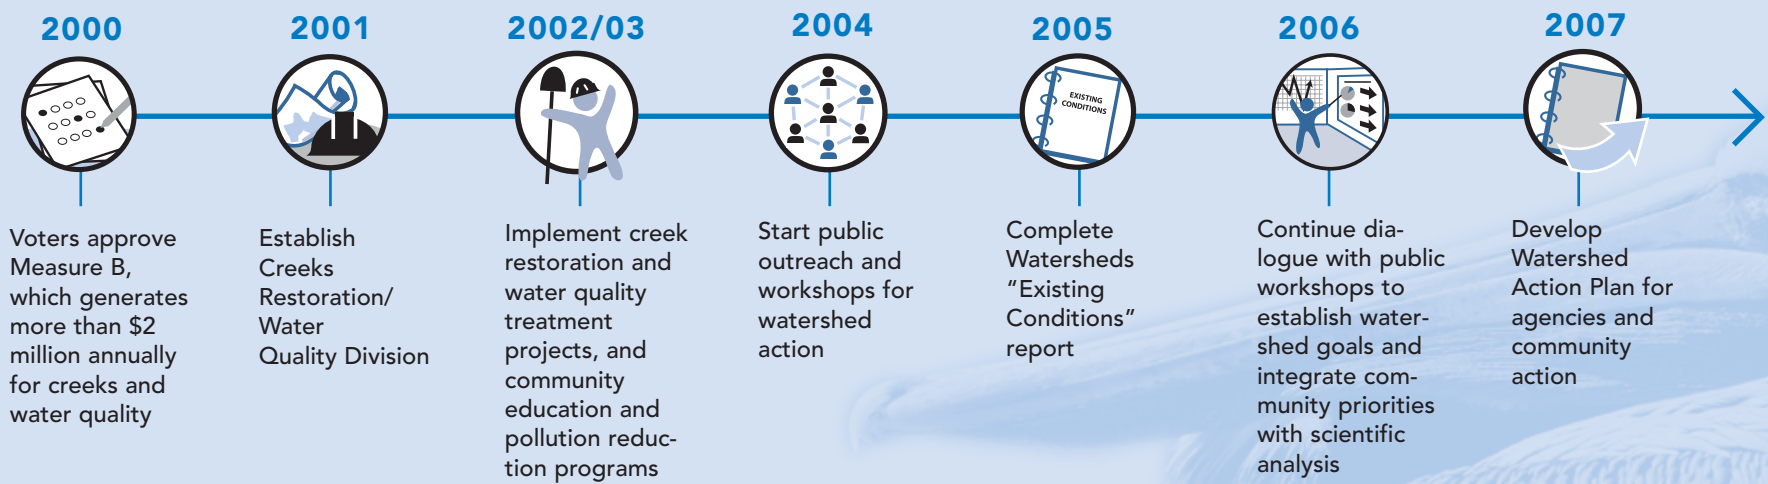 2000
Voters approve
Measure B,
which generates
more than $2
million annually
for creeks and
water quality
2001
Establish
Creeks
Restoration/
Water
Quality Division
2002/03
Implement creek
restoration and
water quality
treatment
projects, and
community
education and
pollution reduc-
tion programs
2004
Start public
outreach and
workshops for
watershed
action
2005
EXISTING
CONDITIONS
Complete
Watersheds
“Existing
Conditions”
report
2006
Continue dia-
logue with public
workshops to
establish water-
shed goals and
integrate com-
munity priorities
with scientific
analysis
2007
Develop
Watershed
Action Plan for
agencies and
community
action